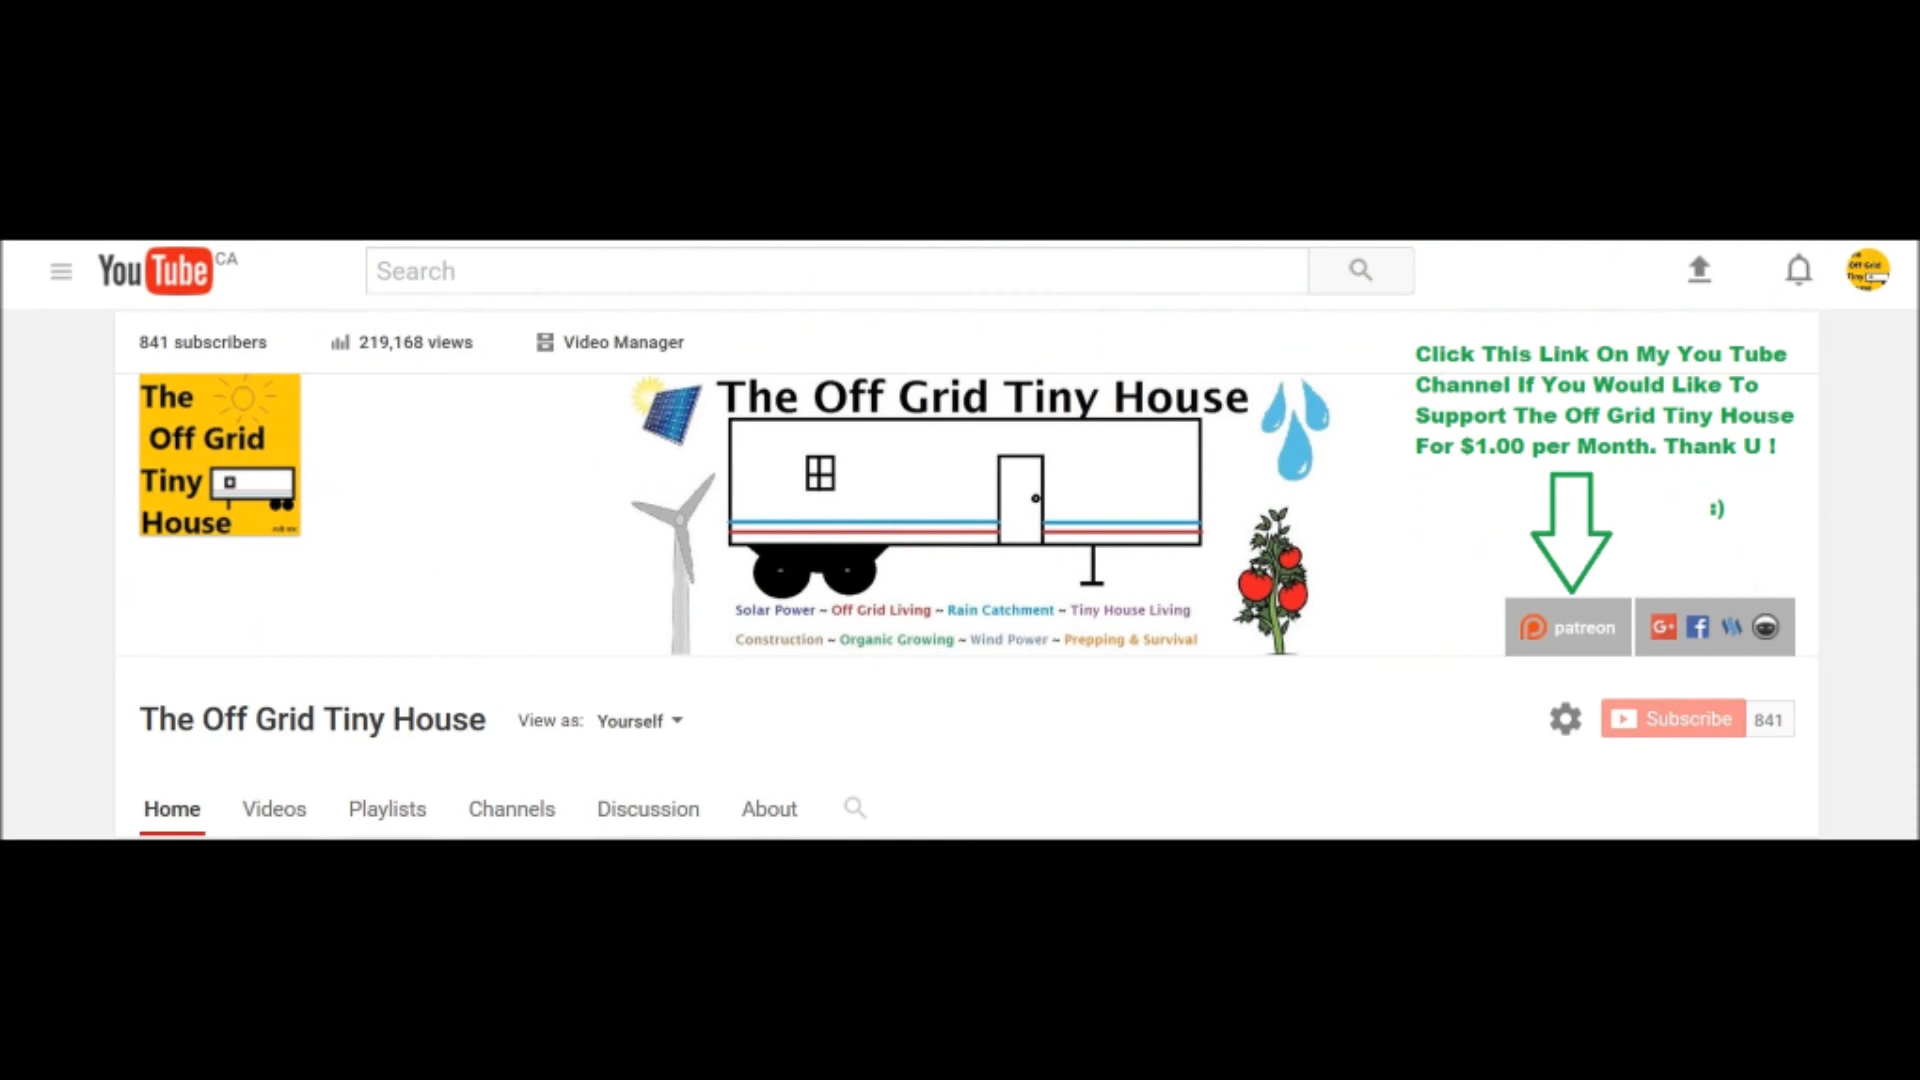 YouTube CA
Search
841 subscribers
219,168 views
Video Manager
The
Off Grid
Tiny
House
The Off Grid Tiny House
Solar Power ~ Off Grid Living ~ Rain Catchment ~ Tiny House Living
Construction ~ Organic Growing ~ Wind Power ~ Prepping & Survival
Click This Link On My You Tube
Channel If You Would Like To
Support The Off Grid Tiny House
For $1.00 per Month. Thank U !
:)
patreon
G+ f
The Off Grid Tiny House
View as: Yourself
Subscribe 841
Home Videos Playlists Channels Discussion About